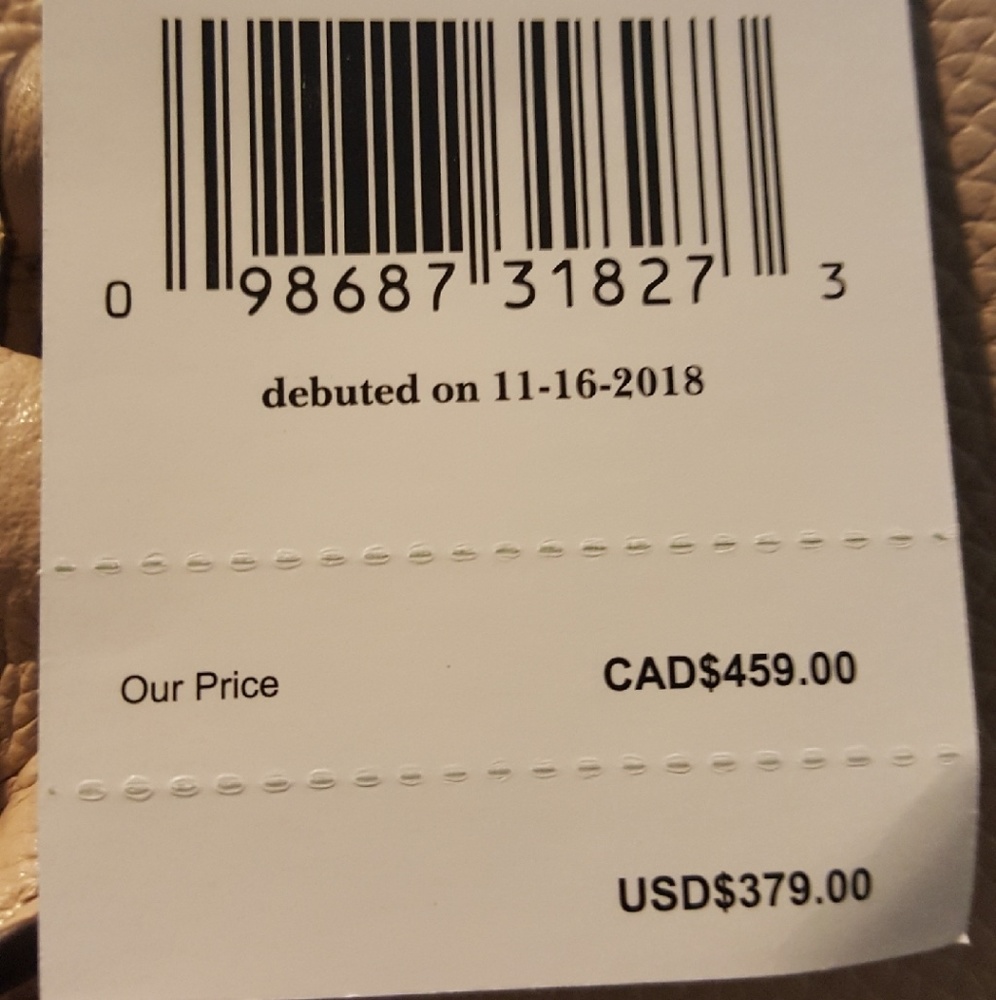 0 98687 31827 3
debuted on 11-16-2018
Our Price CAD$459.00
USD$379.00